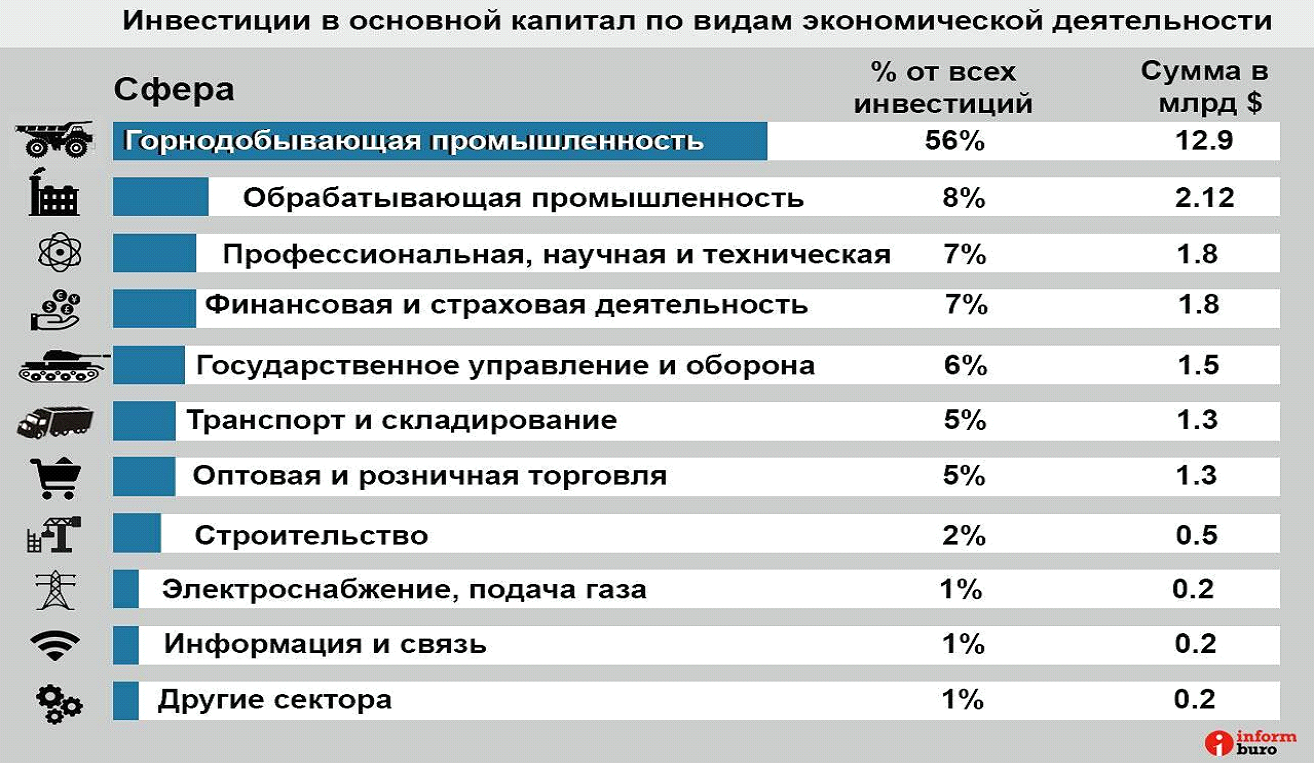 Инвестиции в основной капитал по видам экономической деятельности
Сфера
% от всех
инвестиций
Сумма в
млрд $
Горнодобывающая промышленность 56% 12.9
Обрабатывающая промышленность 8% 2.12
Профессиональная, научная и техническая 7% 1.8
Финансовая и страховая деятельность 7% 1.8
Государственное управление и оборона 6% 1.5
Транспорт и складирование 5% 1.3
Оптовая и розничная торговля 5% 1.3
Строительство 2% 0.5
Электроснабжение, подача газа 1% 0.2
Информация и связь 1% 0.2
Другие сектора 1% 0.2
inform
buro